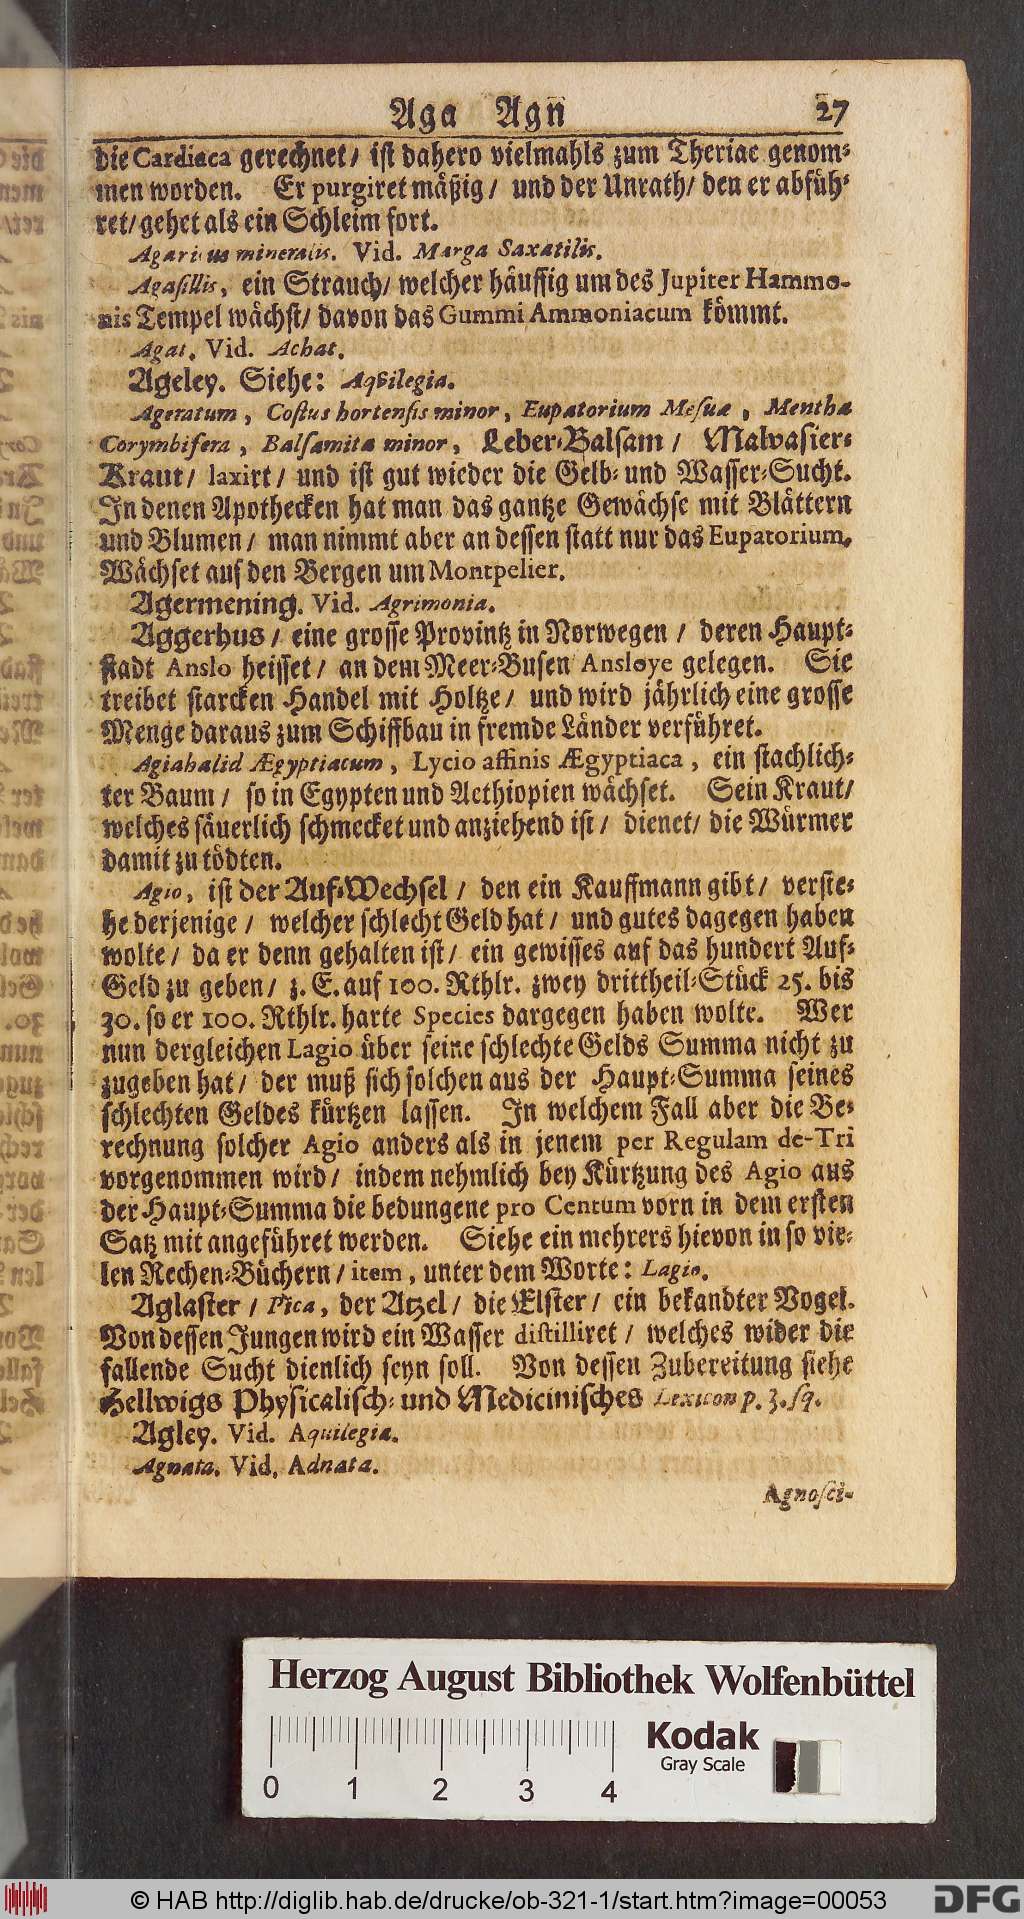 Aga Agn 27
die Cardiaca gerechnet/ ist dahero vielmahls zum Theriac genom-
men worden. Er purgiret mäßig/ und der Unrath/ den er abfüh-
ret/ gehet als ein Schleim fort.
Agaricus mineralis. Vid. Marga Saxatilis.
Agasillis, ein Strauch/ welcher häuffig um des Jupiter Hammo-
nis Tempel wächst/ davon das Gummi Ammoniacum kömmt.
Agat. Vid. Achat.
Ageley. Siehe: Aquilegia.
Ageratum, Costus hortensis minor, Eupatorium Mesuæ, Mentha
Corymbifera, Balsamita minor, Leber-Balsam/ Malvasier-
Kraut/ laxirt/ und ist gut wieder die Gelb- und Wasser-Sucht.
In denen Apothecken hat man das gantze Gewächse mit Blättern
und Blumen/ man nimmt aber an dessen statt nur das Eupatorium.
Wächset auf den Bergen um Montpelier.
Agermening. Vid. Agrimonia.
Aggerhus/ eine grosse Provintz in Norwegen/ deren Haupt-
stadt Anslo heisset/ an dem Meer-Busen Ansloye gelegen. Sie
treibet starcken Handel mit Holtze/ und wird jährlich eine grosse
Menge daraus zum Schiffbau in fremde Länder verführet.
Agiahalid Ægyptiacum, Lycio affinis Ægyptiaca, ein stachlich-
ter Baum/ so in Egypten und Aethiopien wächset. Sein Kraut/
welches säuerlich schmecket und anziehend ist/ dienet/ die Würmer
damit zu tödten.
Agio, ist der Auf-Wechsel/ den ein Kauffmann gibt/ verste-
he derjenige/ welcher schlecht Geld hat/ und gutes dagegen haben
wolte/ da er denn gehalten ist/ ein gewisses auf das hundert Auf-
Geld zu geben/ z. E. auf 100. Rthlr. zwey drittheil-Stück 25. bis
30. so er 100. Rthlr. harte Species dargegen haben wolte. Wer
nun dergleichen Lagio über seine schlechte Gelds Summa nicht zu
zugeben hat/ der muß sich solchen aus der Haupt-Summa seines
schlechten Geldes kürtzen lassen. In welchem Fall aber die Be-
rechnung solcher Agio anders als in jenem per Regulam de-Tri
vorgenommen wird/ indem nehmlich bey Kürtzung des Agio aus
der Haupt-Summa die bedungene pro Centum vorn in dem ersten
Satz mit angeführet werden. Siehe ein mehrers hievon in so vie-
len Rechen-Büchern/ item, unter dem Worte: Lagio.
Aglaster/ Pica, der Atzel/ die Elster/ ein bekandter Vogel.
Von dessen Jungen wird ein Wasser distilliret/ welches wider die
fallende Sucht dienlich seyn soll. Von dessen Zubereitung siehe
Hellwigs Physicalisch- und Medicinisches Lexicon p. 3. sq.
Agley. Vid. Aquilegia.
Agnata. Vid. Adnata.
Agnosci-
Herzog August Bibliothek Wolfenbüttel
Kodak
Gray Scale
0 1 2 3 4
© HAB http://diglib.hab.de/drucke/ob-321-1/start.htm?image=00053
DFG